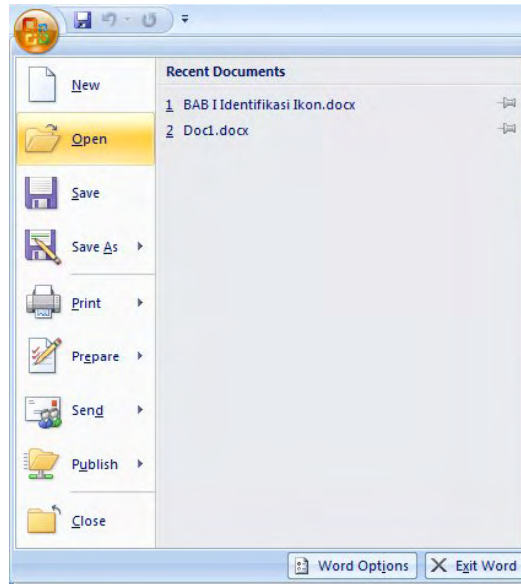 New
Open
Save
Save As
Print
Prepare
Send
Publish
Close
Recent Documents
1 BAB I Identifikasi Ikon.docx
2 Doc1.docx
Word Options
Exit Word